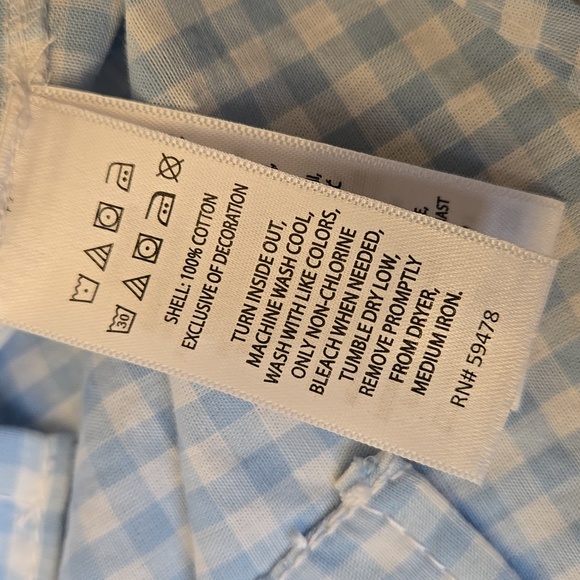 30
SHELL: 100% COTTON
EXCLUSIVE OF DECORATION
TURN INSIDE OUT,
MACHINE WASH COOL,
WASH WITH LIKE COLORS,
ONLY NON-CHLORINE
BLEACH WHEN NEEDED,
TUMBLE DRY LOW,
REMOVE PROMPTLY
FROM DRYER,
MEDIUM IRON.
RN# 59478